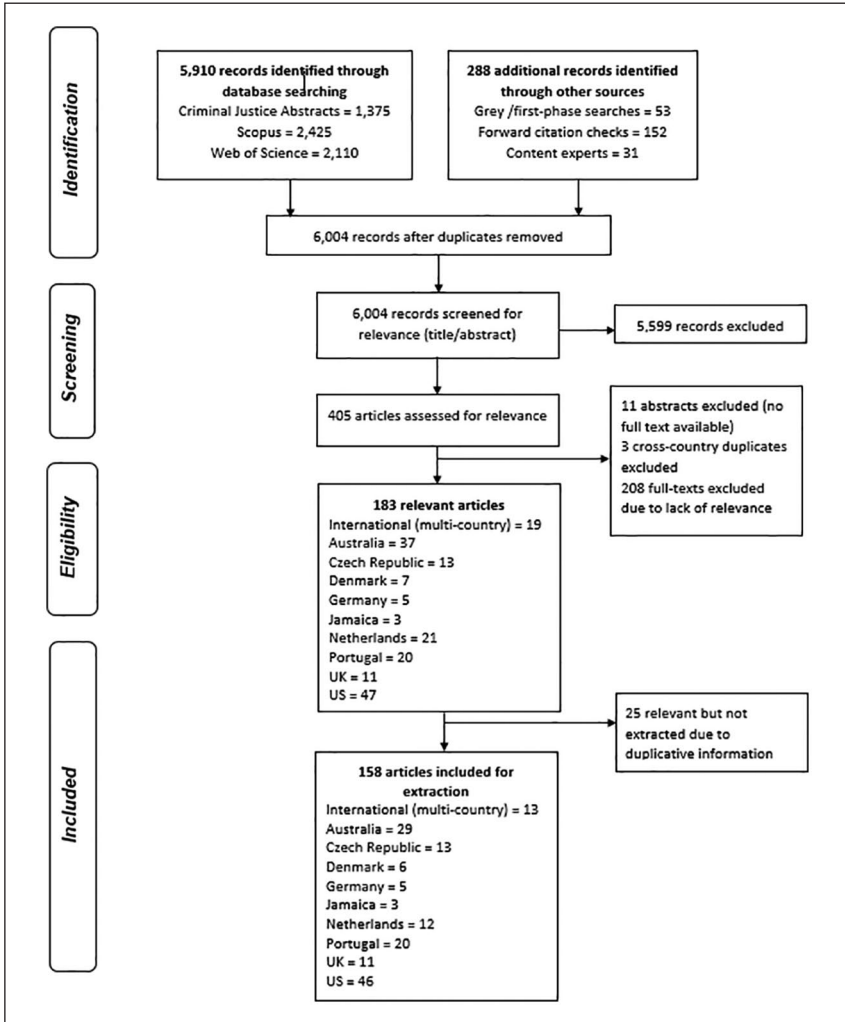 Identification
5,910 records identified through
database searching
Criminal Justice Abstracts = 1,375
Scopus = 2,425
Web of Science = 2,110
288 additional records identified
through other sources
Grey /first-phase searches = 53
Forward citation checks = 152
Content experts = 31
6,004 records after duplicates removed
Screening
6,004 records screened for
relevance (title/abstract)
5,599 records excluded
405 articles assessed for relevance
11 abstracts excluded (no
full text available)
3 cross-country duplicates
excluded
208 full-texts excluded
due to lack of relevance
Eligibility
183 relevant articles
International (multi-country) = 19
Australia = 37
Czech Republic = 13
Denmark = 7
Germany = 5
Jamaica = 3
Netherlands = 21
Portugal = 20
UK = 11
US = 47
25 relevant but not
extracted due to
duplicative information
Included
158 articles included for
extraction
International (multi-country) = 13
Australia = 29
Czech Republic = 13
Denmark = 6
Germany = 5
Jamaica = 3
Netherlands = 12
Portugal = 20
UK = 11
US = 46